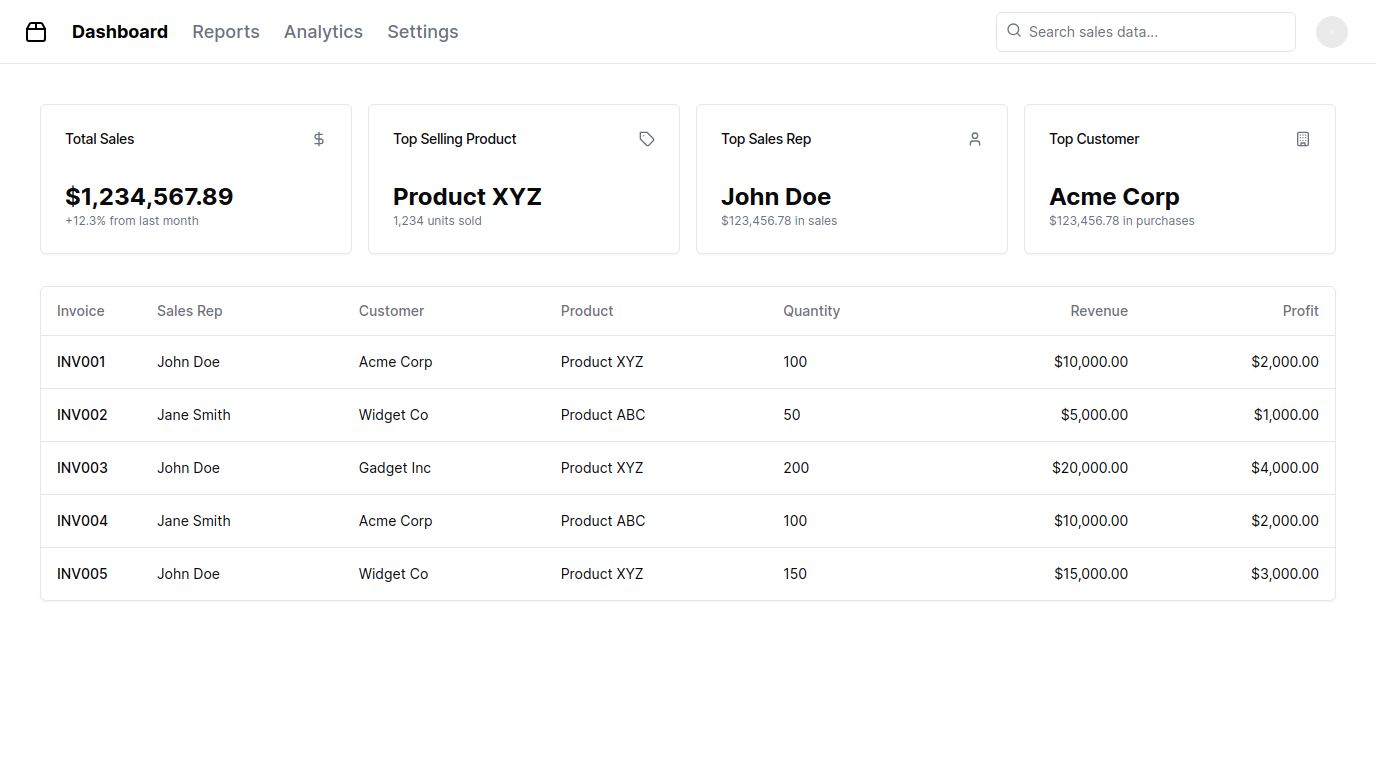 Dashboard Reports Analytics Settings Search sales data...
Total Sales
$1,234,567.89
+12.3% from last month
Top Selling Product
Product XYZ
1,234 units sold
Top Sales Rep
John Doe
$123,456.78 in sales
Top Customer
Acme Corp
$123,456.78 in purchases
Invoice Sales Rep Customer Product Quantity Revenue Profit
INV001 John Doe Acme Corp Product XYZ 100 $10,000.00 $2,000.00
INV002 Jane Smith Widget Co Product ABC 50 $5,000.00 $1,000.00
INV003 John Doe Gadget Inc Product XYZ 200 $20,000.00 $4,000.00
INV004 Jane Smith Acme Corp Product ABC 100 $10,000.00 $2,000.00
INV005 John Doe Widget Co Product XYZ 150 $15,000.00 $3,000.00